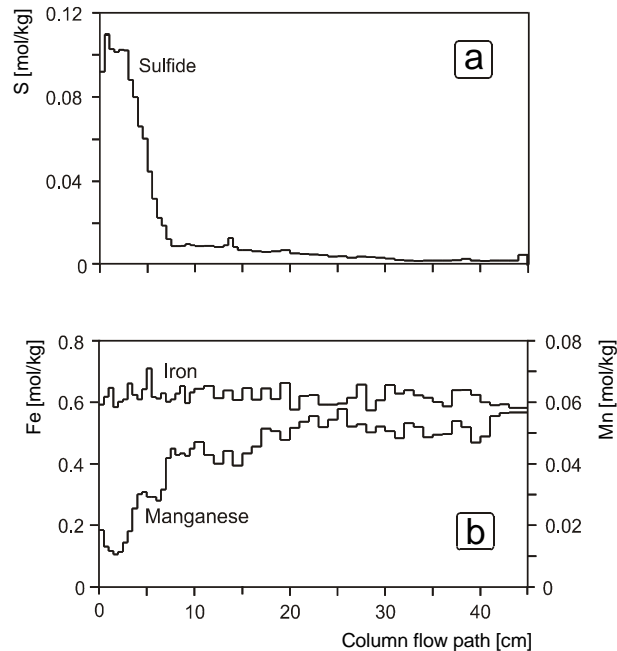 0.12
S [mol/kg]
Sulfide
a
0.08
0.04
0
0.8
0.08
Fe [mol/kg]
Mn [mol/kg]
Iron
0.6
0.06
0.4
0.04
Manganese
b
0.2
0.02
0
0
0
10
20
30
40
Column flow path [cm]